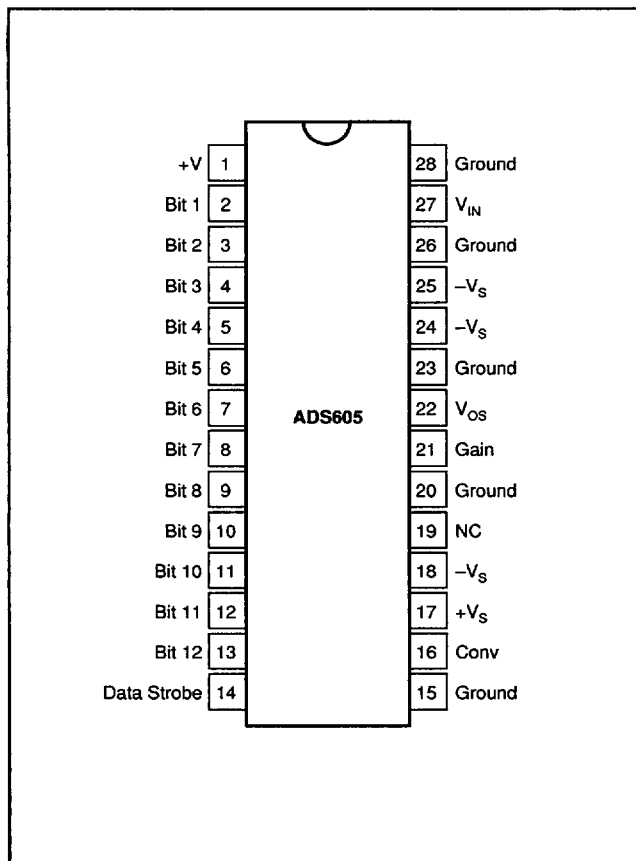 +V 1 28 Ground
Bit 1 2 27 V_IN
Bit 2 3 26 Ground
Bit 3 4 25 –V_S
Bit 4 5 24 –V_S
Bit 5 6 23 Ground
Bit 6 7 22 V_OS
ADS605
Bit 7 8 21 Gain
Bit 8 9 20 Ground
Bit 9 10 19 NC
Bit 10 11 18 –V_S
Bit 11 12 17 +V_S
Bit 12 13 16 Conv
Data Strobe 14 15 Ground